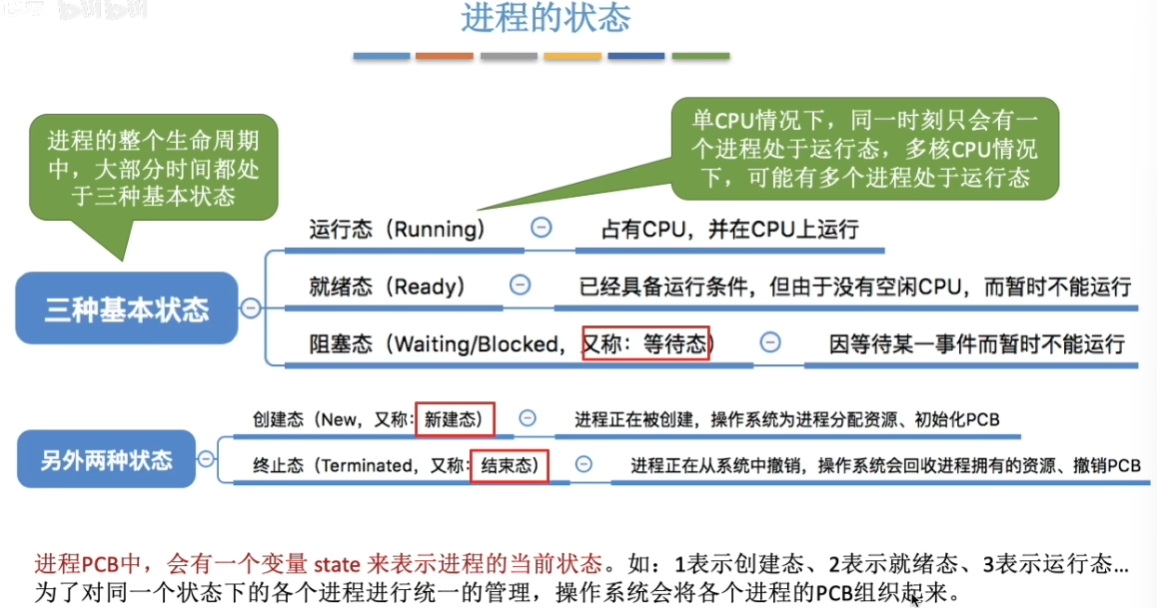 进程的状态
进程的整个生命周期
中，大部分时间都处
于三种基本状态
单CPU情况下，同一时刻只会有一
个进程处于运行态，多核CPU情况
下，可能有多个进程处于运行态
三种基本状态
运行态（Running）
占有CPU，并在CPU上运行
就绪态（Ready）
已经具备运行条件，但由于没有空闲CPU，而暂时不能运行
阻塞态（Waiting/Blocked，又称：等待态）
因等待某一事件而暂时不能运行
另外两种状态
创建态（New，又称：新建态）
进程正在被创建，操作系统为进程分配资源、初始化PCB
终止态（Terminated，又称：结束态）
进程正在从系统中撤销，操作系统会回收进程拥有的资源、撤销PCB
进程PCB中，会有一个变量 state 来表示进程的当前状态。如：1表示创建态、2表示就绪态、3表示运行态…
为了对同一个状态下的各个进程进行统一的管理，操作系统会将各个进程的PCB组织起来。